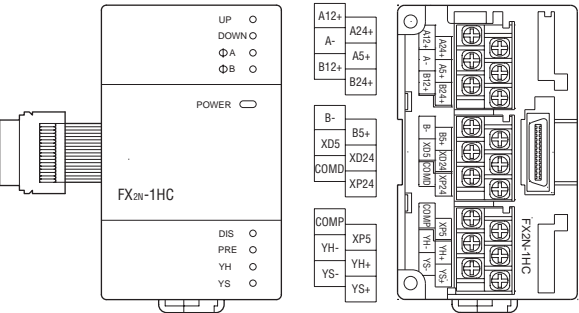 UP
DOWN
ΦA
ΦB
POWER
FX2N-1HC
DIS
PRE
YH
YS
A12+
A24+
A-
A5+
B12+
B24+
B-
B5+
XD5
XD24
COMD
XP24
COMP
XP5
YH-
YH+
YS-
YS+
A12+
A24+
A-
A5+
B12+
B24+
B-
B5+
XD5
XD24
COMD
XP24
COMP
XP5
YH-
YH+
YS-
YS+
FX2N-1HC